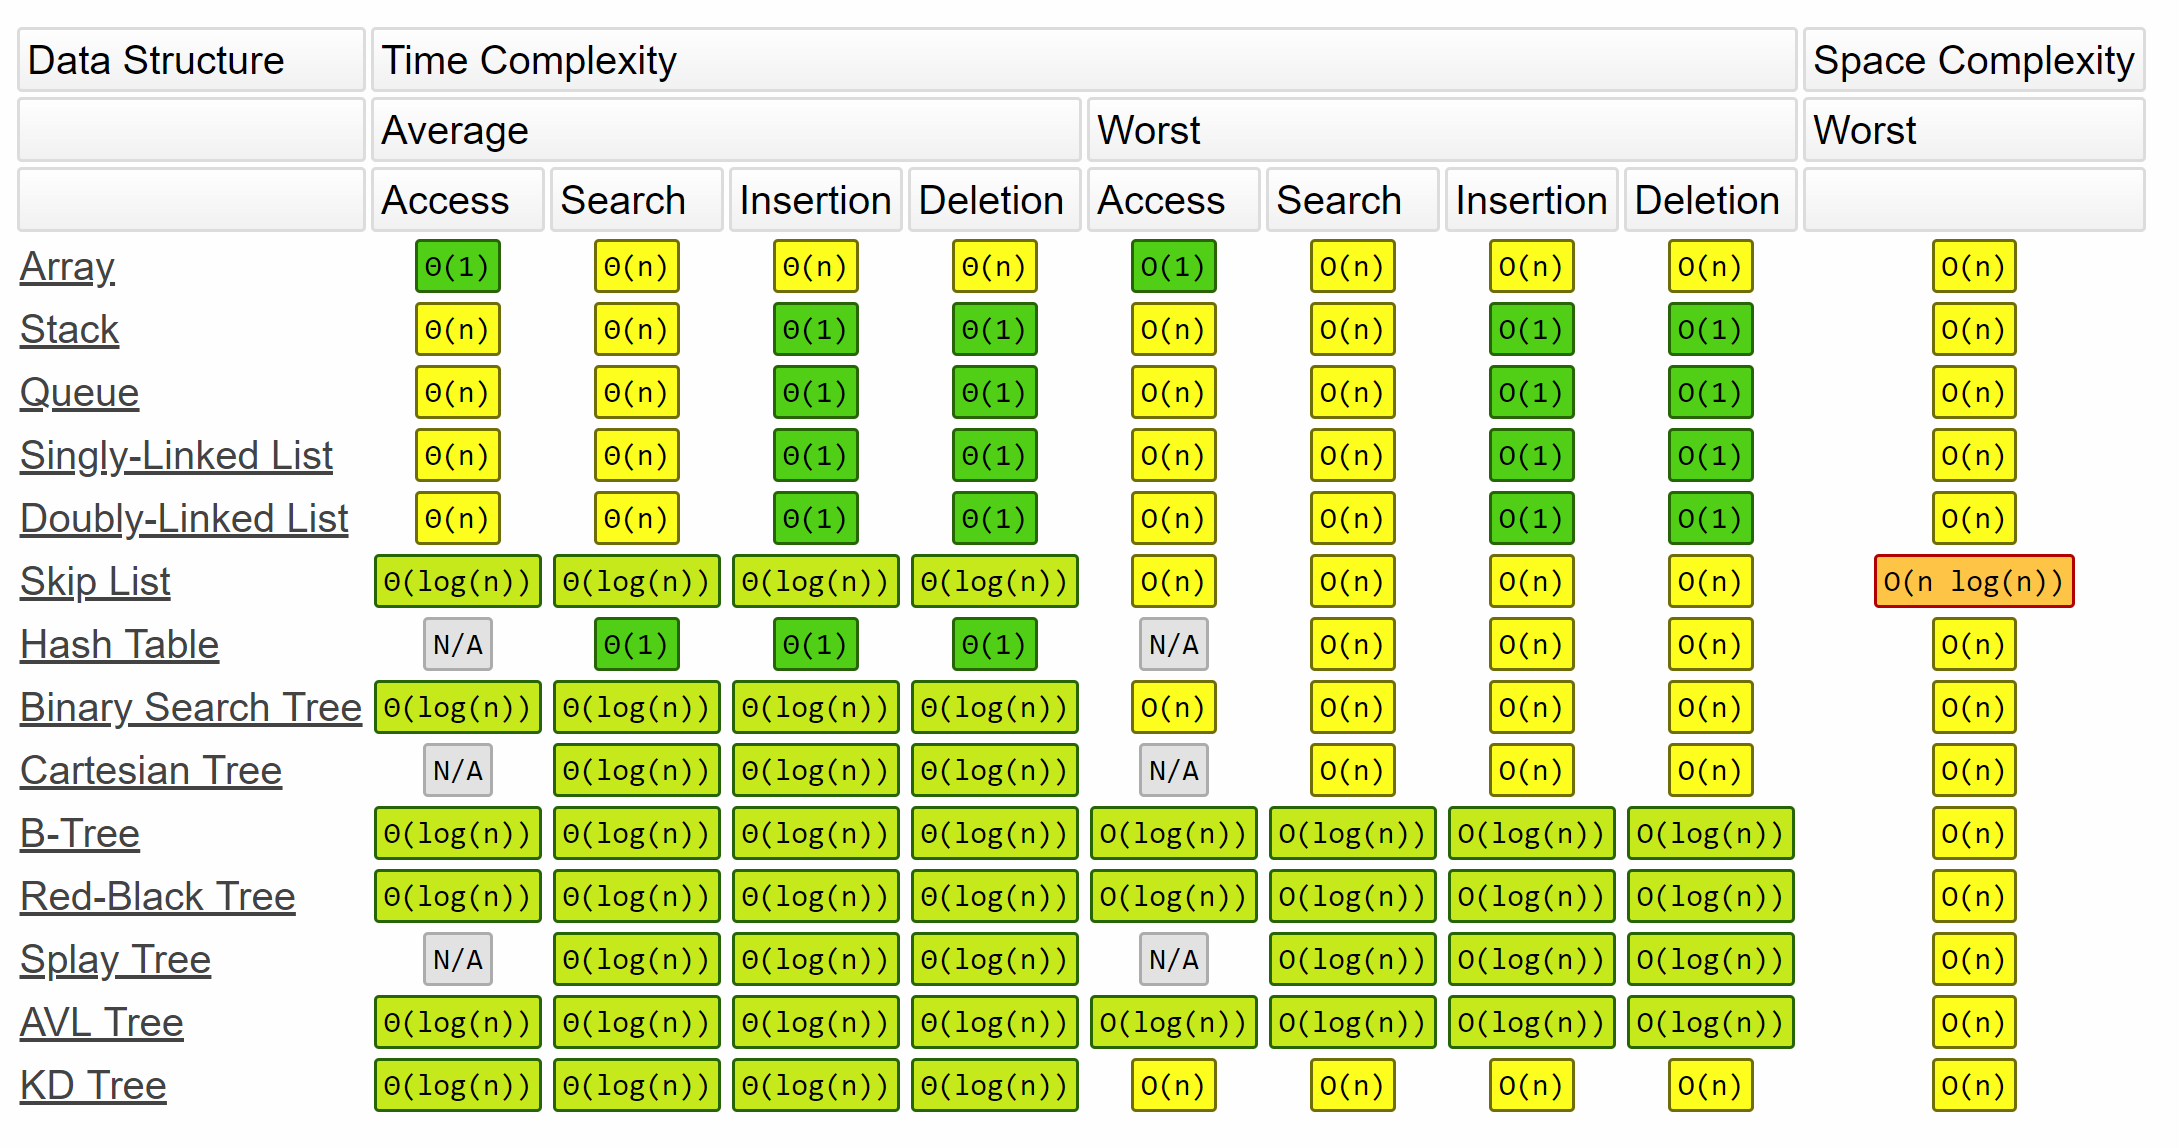 Data Structure Time Complexity Space Complexity
Average Worst Worst
Access Search Insertion Deletion Access Search Insertion Deletion
Array Θ(1) Θ(n) Θ(n) Θ(n) O(1) O(n) O(n) O(n) O(n)
Stack Θ(n) Θ(n) Θ(1) Θ(1) O(n) O(n) O(1) O(1) O(n)
Queue Θ(n) Θ(n) Θ(1) Θ(1) O(n) O(n) O(1) O(1) O(n)
Singly-Linked List Θ(n) Θ(n) Θ(1) Θ(1) O(n) O(n) O(1) O(1) O(n)
Doubly-Linked List Θ(n) Θ(n) Θ(1) Θ(1) O(n) O(n) O(1) O(1) O(n)
Skip List Θ(log(n)) Θ(log(n)) Θ(log(n)) Θ(log(n)) O(n) O(n) O(n) O(n) O(n log(n))
Hash Table N/A Θ(1) Θ(1) Θ(1) N/A O(n) O(n) O(n) O(n)
Binary Search Tree Θ(log(n)) Θ(log(n)) Θ(log(n)) Θ(log(n)) O(n) O(n) O(n) O(n) O(n)
Cartesian Tree N/A Θ(log(n)) Θ(log(n)) Θ(log(n)) N/A O(n) O(n) O(n) O(n)
B-Tree Θ(log(n)) Θ(log(n)) Θ(log(n)) Θ(log(n)) O(log(n)) O(log(n)) O(log(n)) O(log(n)) O(n)
Red-Black Tree Θ(log(n)) Θ(log(n)) Θ(log(n)) Θ(log(n)) O(log(n)) O(log(n)) O(log(n)) O(log(n)) O(n)
Splay Tree N/A Θ(log(n)) Θ(log(n)) Θ(log(n)) N/A O(log(n)) O(log(n)) O(log(n)) O(n)
AVL Tree Θ(log(n)) Θ(log(n)) Θ(log(n)) Θ(log(n)) O(log(n)) O(log(n)) O(log(n)) O(log(n)) O(n)
KD Tree Θ(log(n)) Θ(log(n)) Θ(log(n)) Θ(log(n)) O(n) O(n) O(n) O(n) O(n)